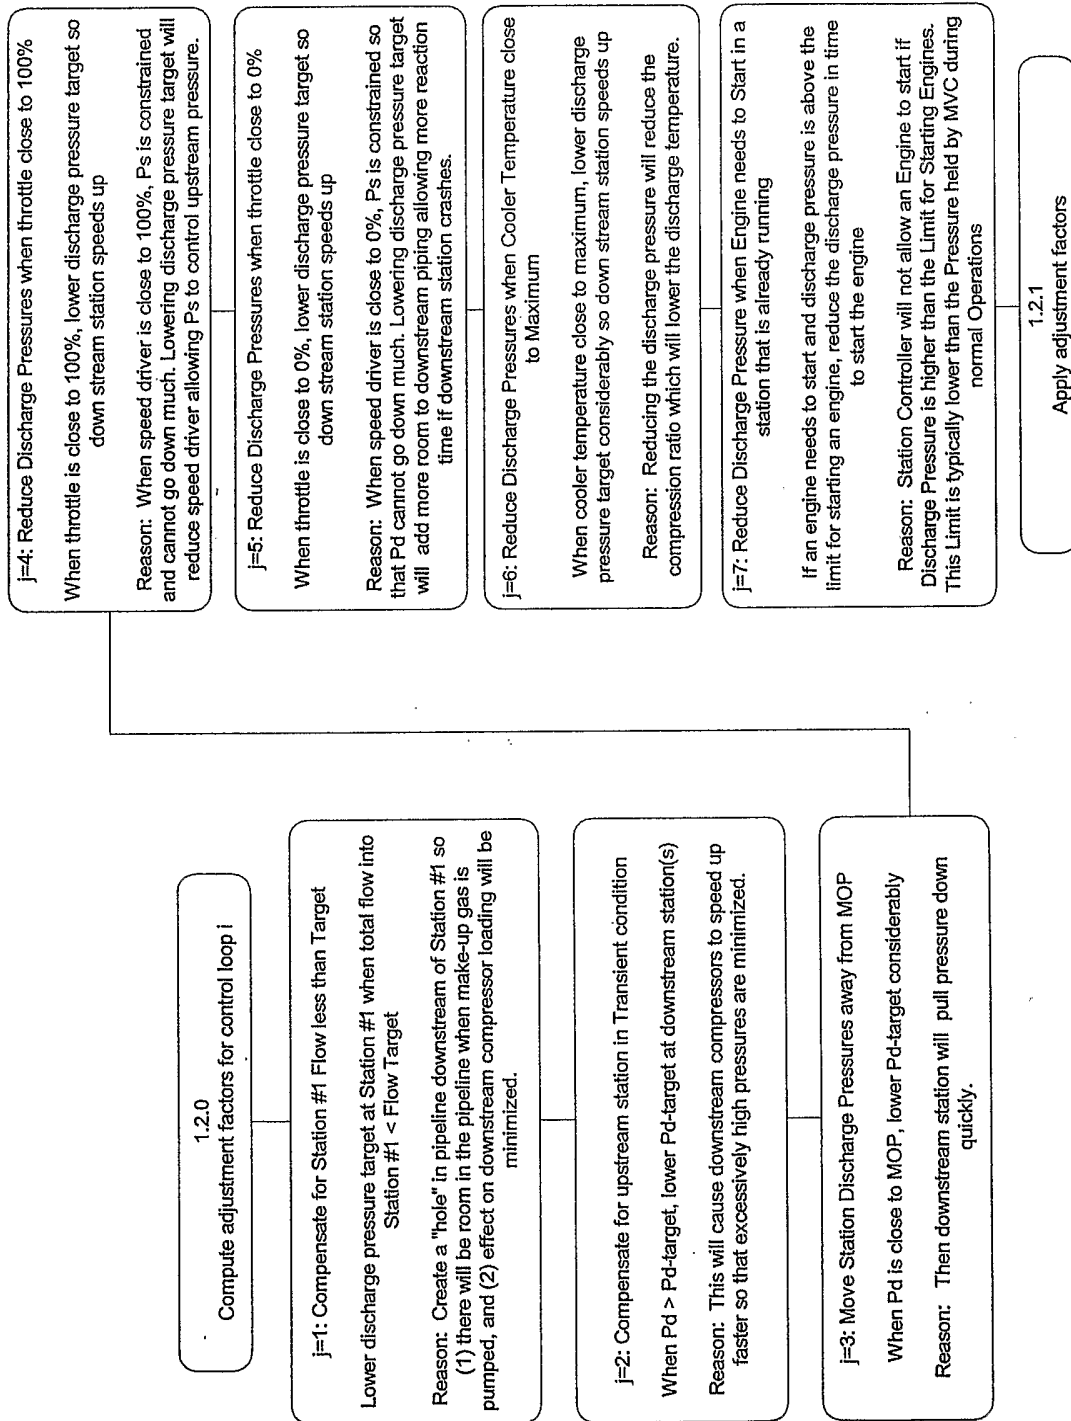 1.2.0
Compute adjustment factors for control loop i
j=1: Compensate for Station #1 Flow less than Target
Lower discharge pressure target at Station #1 when total flow into
Station #1 < Flow Target
Reason: Create a "hole" in pipeline downstream of Station #1 so
(1) there will be room in the pipeline when make-up gas is
pumped, and (2) effect on downstream compressor loading will be
minimized.
j=2: Compensate for upstream station in Transient condition
When Pd > Pd-target, lower Pd-target at downstream station(s)
Reason: This will cause downstream compressors to speed up
faster so that excessively high pressures are minimized.
j=3: Move Station Discharge Pressures away from MOP
When Pd is close to MOP, lower Pd-target considerably
Reason: Then downstream station will pull pressure down
quickly.
j=4: Reduce Discharge Pressures when throttle close to 100%
When throttle is close to 100%, lower discharge pressure target so
down stream station speeds up
Reason: When speed driver is close to 100%, Ps is constrained
and cannot go down much. Lowering discharge pressure target will
reduce speed driver allowing Ps to control upstream pressure.
j=5: Reduce Discharge Pressures when throttle close to 0%
When throttle is close to 0%, lower discharge pressure target so
down stream station speeds up
Reason: When speed driver is close to 0%, Ps is constrained so
that Pd cannot go down much. Lowering discharge pressure target
will add more room to downstream piping allowing more reaction
time if downstream station crashes.
j=6: Reduce Discharge Pressures when Cooler Temperature close
to Maximum
When cooler temperature close to maximum, lower discharge
pressure target considerably so down stream station speeds up
Reason: Reducing the discharge pressure will reduce the
compression ratio which will lower the discharge temperature.
j=7: Reduce Discharge Pressure when Engine needs to Start in a
station that is already running
If an engine needs to start and discharge pressure is above the
limit for starting an engine, reduce the discharge pressure in time
to start the engine
Reason: Station Controller will not allow an Engine to start if
Discharge Pressure is higher than the Limit for Starting Engines.
This Limit is typically lower than the Pressure held by MVC during
normal Operations
1.2.1
Apply adjustment factors